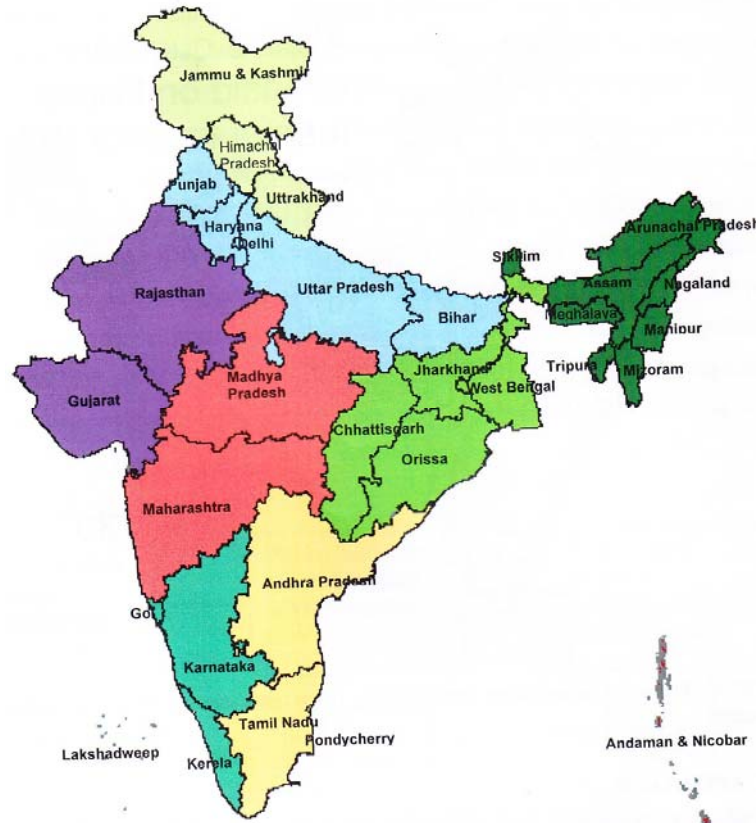 Jammu & Kashmir
Himachal
Pradesh
Punjab
Uttrakhand
Haryana
Delhi
Arunachal Pradesh
Sikkim
Assam
Nagaland
Rajasthan
Uttar Pradesh
Bihar
Meghalaya
Manipur
Tripura
Mizoram
Jharkhand
Madhya
Pradesh
West Bengal
Gujarat
Chhattisgarh
Orissa
Maharashtra
Andhra Pradesh
Goa
Karnataka
Tamil Nadu
Pondycherry
Andaman & Nicobar
Lakshadweep
Kerela